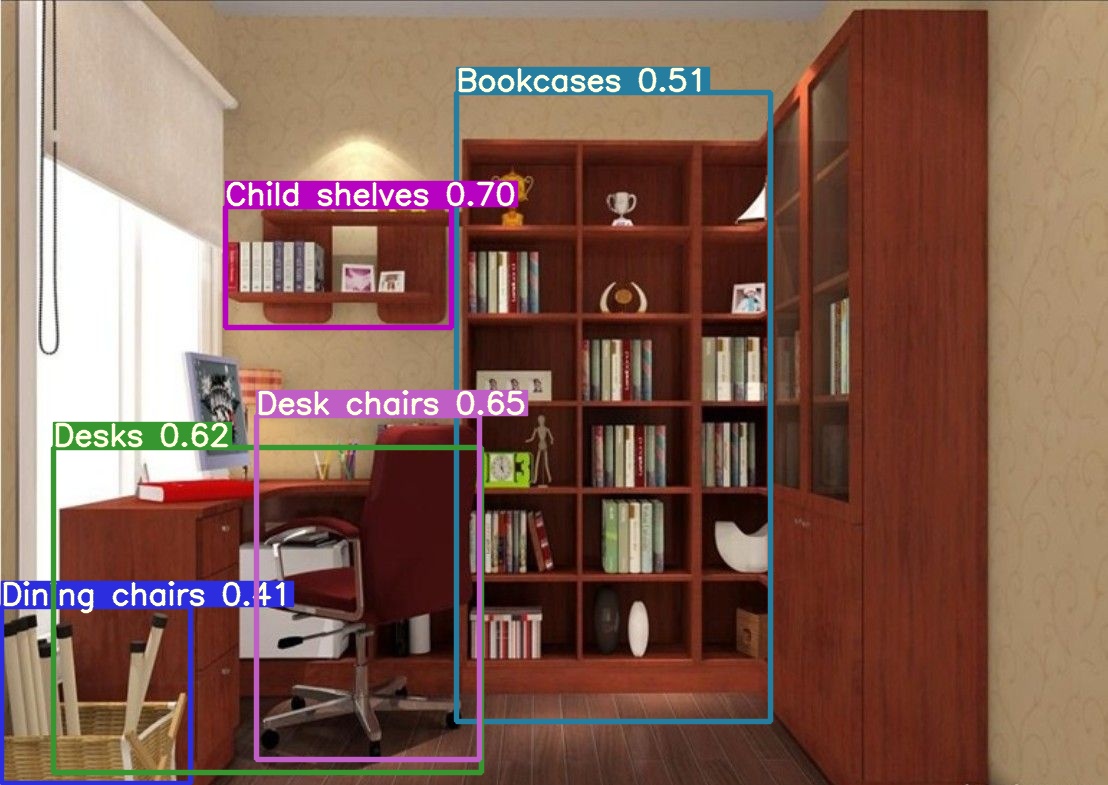 Bookcases 0.51
Child shelves 0.70
Desk chairs 0.65
Desks 0.62
Dining chairs 0.41